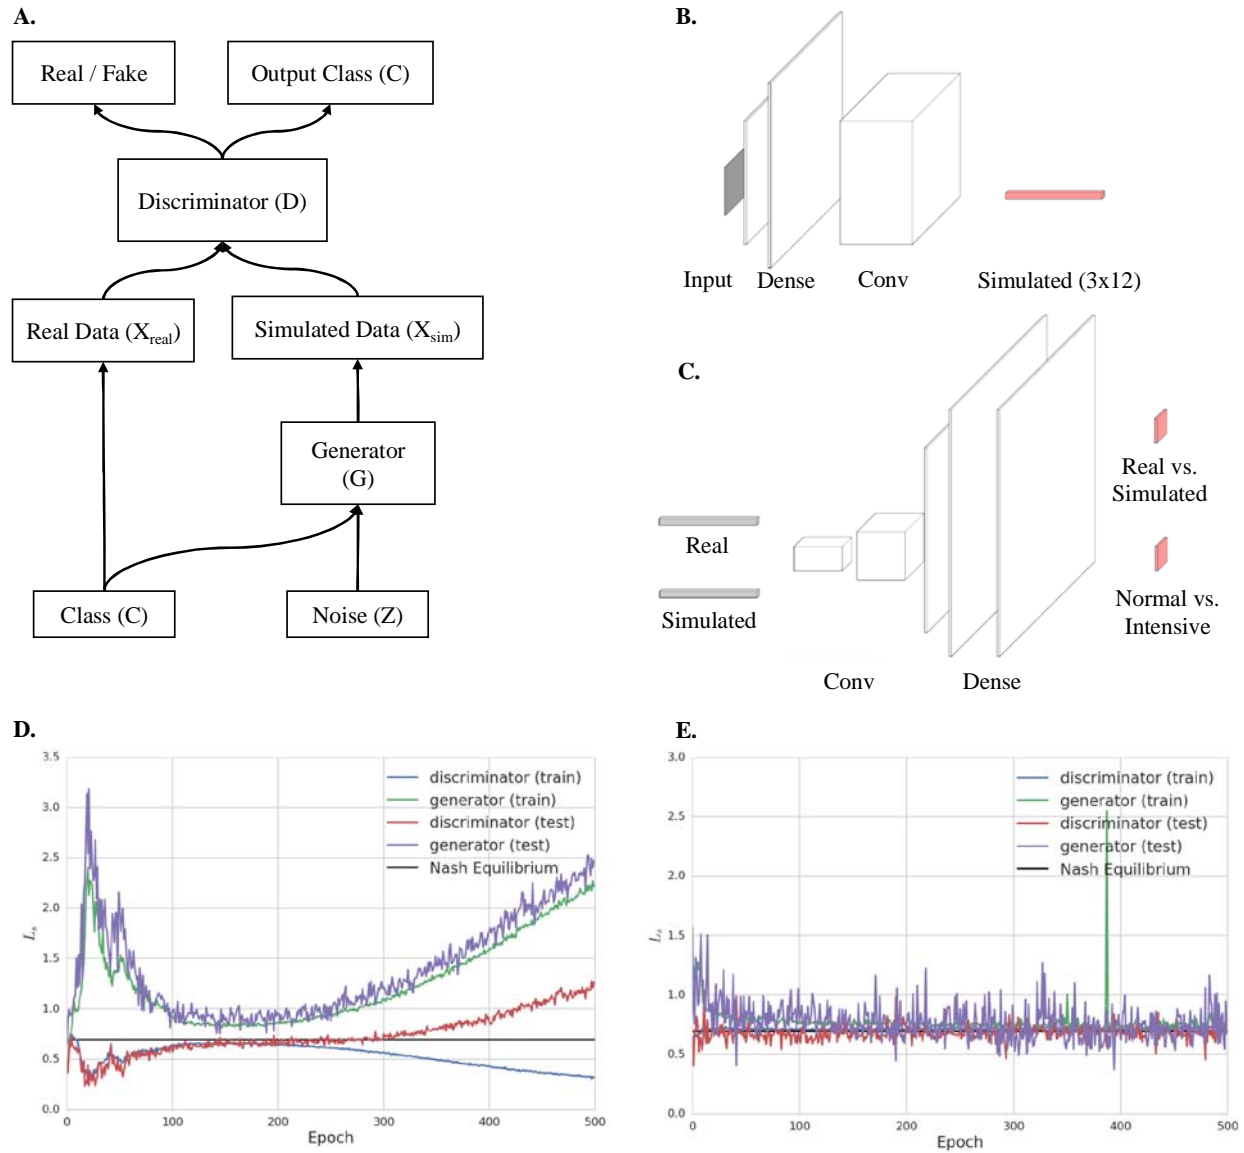 A.
Real / Fake
Output Class (C)
Discriminator (D)
Real Data (Xreal)
Simulated Data (Xsim)
Generator
(G)
Class (C)
Noise (Z)
B.
Input
Dense
Conv
Simulated (3x12)
C.
Real
Simulated
Conv
Dense
Real vs.
Simulated
Normal vs.
Intensive
D.
3.5
3.0
2.5
2.0
1.5
1.0
0.5
0.0
Ls
0
100
200
300
400
500
Epoch
discriminator (train)
generator (train)
discriminator (test)
generator (test)
Nash Equilibrium
E.
3.0
2.5
2.0
1.5
1.0
0.5
0.0
Ls
0
100
200
300
400
500
Epoch
discriminator (train)
generator (train)
discriminator (test)
generator (test)
Nash Equilibrium